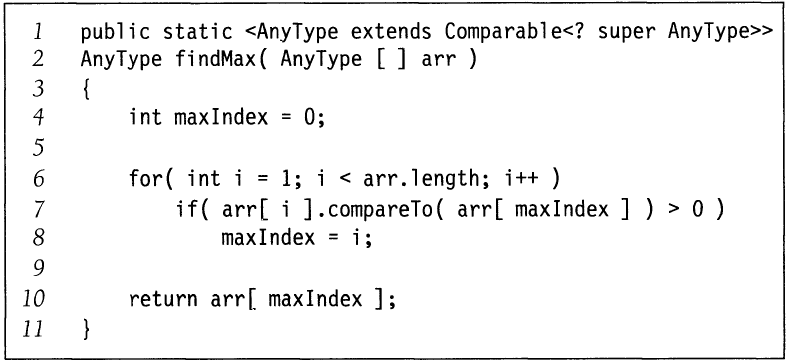 1 public static <AnyType extends Comparable<? super AnyType>>
2 AnyType findMax( AnyType [ ] arr )
3 {
4 int maxIndex = 0;
5
6 for( int i = 1; i < arr.length; i++ )
7 if( arr[ i ].compareTo( arr[ maxIndex ] ) > 0 )
8 maxIndex = i;
9
10 return arr[ maxIndex ];
11 }